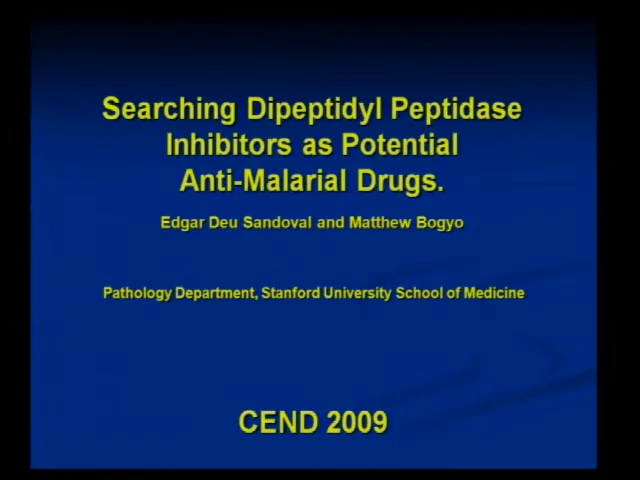 Searching Dipeptidyl Peptidase
Inhibitors as Potential
Anti-Malarial Drugs.
Edgar Deu Sandoval and Matthew Bogyo
Pathology Department, Stanford University School of Medicine
CEND 2009